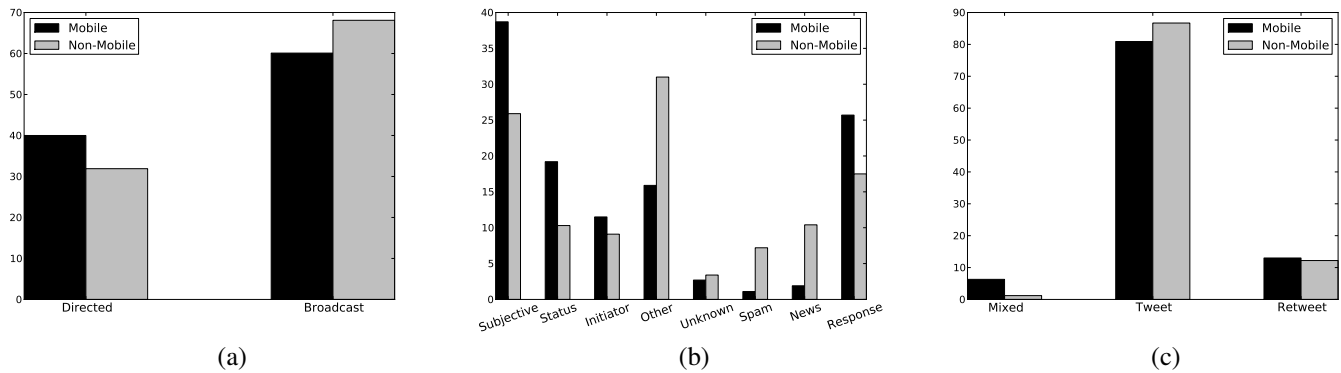 70
60
50
40
30
20
10
0
Mobile
Non-Mobile
Directed
Broadcast
(a)
40
35
30
25
20
15
10
5
0
Mobile
Non-Mobile
Subjective
Status
Initiator
Other
Unknown
Spam
News
Response
(b)
90
80
70
60
50
40
30
20
10
0
Mobile
Non-Mobile
Mixed
Tweet
Retweet
(c)